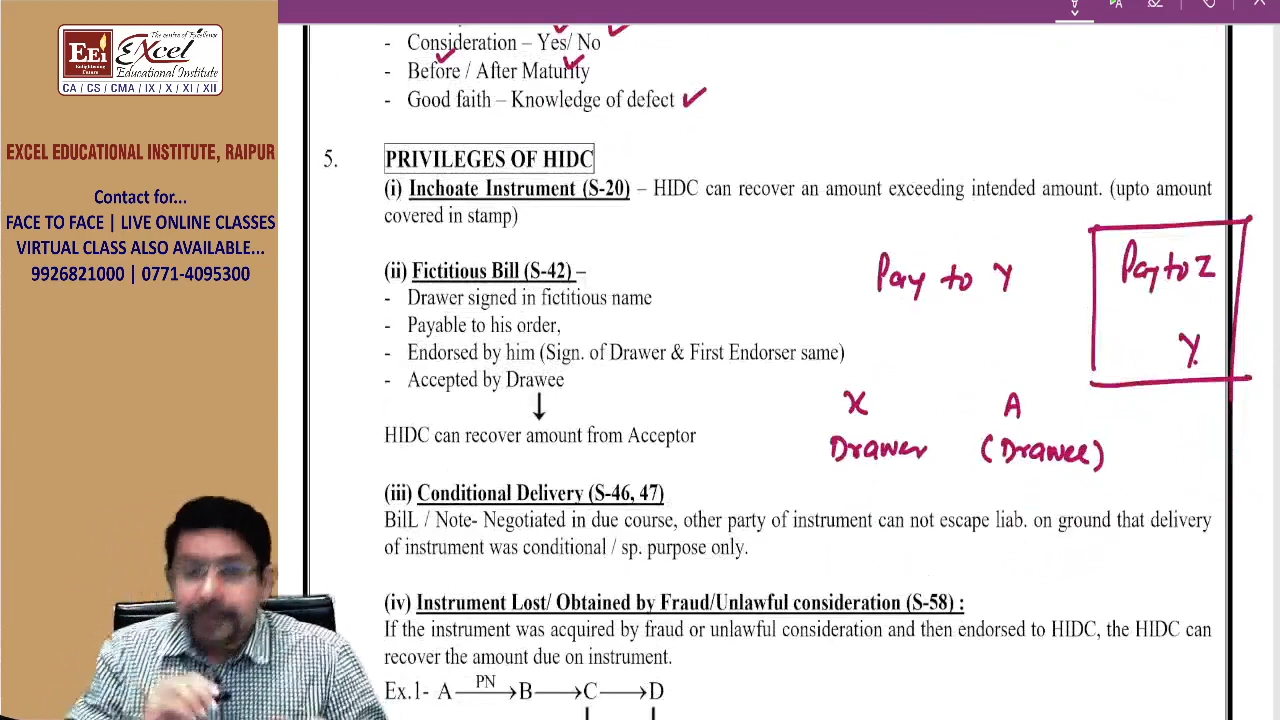 The centre of Excellence
EEi Excel
Enlightening Future
Educational Institute
CA / CS / CMA / IX / X / XI / XII
EXCEL EDUCATIONAL INSTITUTE, RAIPUR
Contact for...
FACE TO FACE | LIVE ONLINE CLASSES
VIRTUAL CLASS ALSO AVAILABLE...
9926821000 | 0771-4095300
- Consideration – Yes/ No
- Before / After Maturity
- Good faith – Knowledge of defect
5. PRIVILEGES OF HIDC
(i) Inchoate Instrument (S-20) – HIDC can recover an amount exceeding intended amount. (upto amount
covered in stamp)
(ii) Fictitious Bill (S-42) –
- Drawer signed in fictitious name
- Payable to his order,
- Endorsed by him (Sign. of Drawer & First Endorser same)
- Accepted by Drawee
HIDC can recover amount from Acceptor
Pay to Y
Pay to Z
Y
X A
Drawer (Drawee)
(iii) Conditional Delivery (S-46, 47)
BilL / Note- Negotiated in due course, other party of instrument can not escape liab. on ground that delivery
of instrument was conditional / sp. purpose only.
(iv) Instrument Lost/ Obtained by Fraud/Unlawful consideration (S-58) :
If the instrument was acquired by fraud or unlawful consideration and then endorsed to HIDC, the HIDC can
recover the amount due on instrument.
PN
Ex.1- A B C D